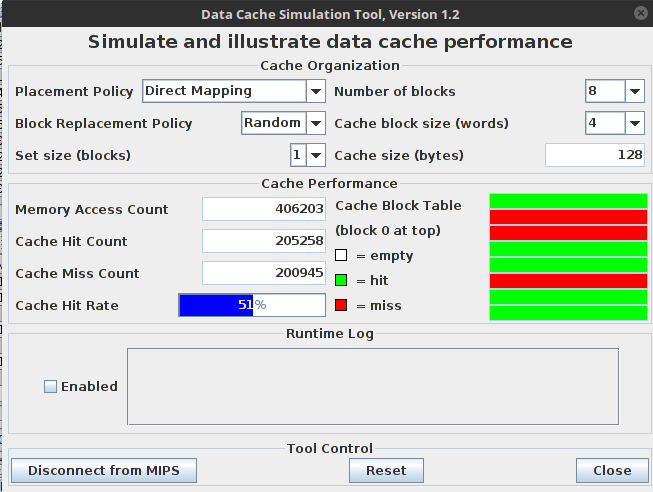 Data Cache Simulation Tool, Version 1.2
Simulate and illustrate data cache performance
Cache Organization
Placement Policy Direct Mapping Number of blocks 8
Block Replacement Policy Random Cache block size (words) 4
Set size (blocks) 1 Cache size (bytes) 128
Cache Performance
Memory Access Count 406203 Cache Block Table
(block 0 at top)
Cache Hit Count 205258
= empty
Cache Miss Count 200945 = hit
Cache Hit Rate 51% = miss
Runtime Log
Enabled
Tool Control
Disconnect from MIPS Reset Close